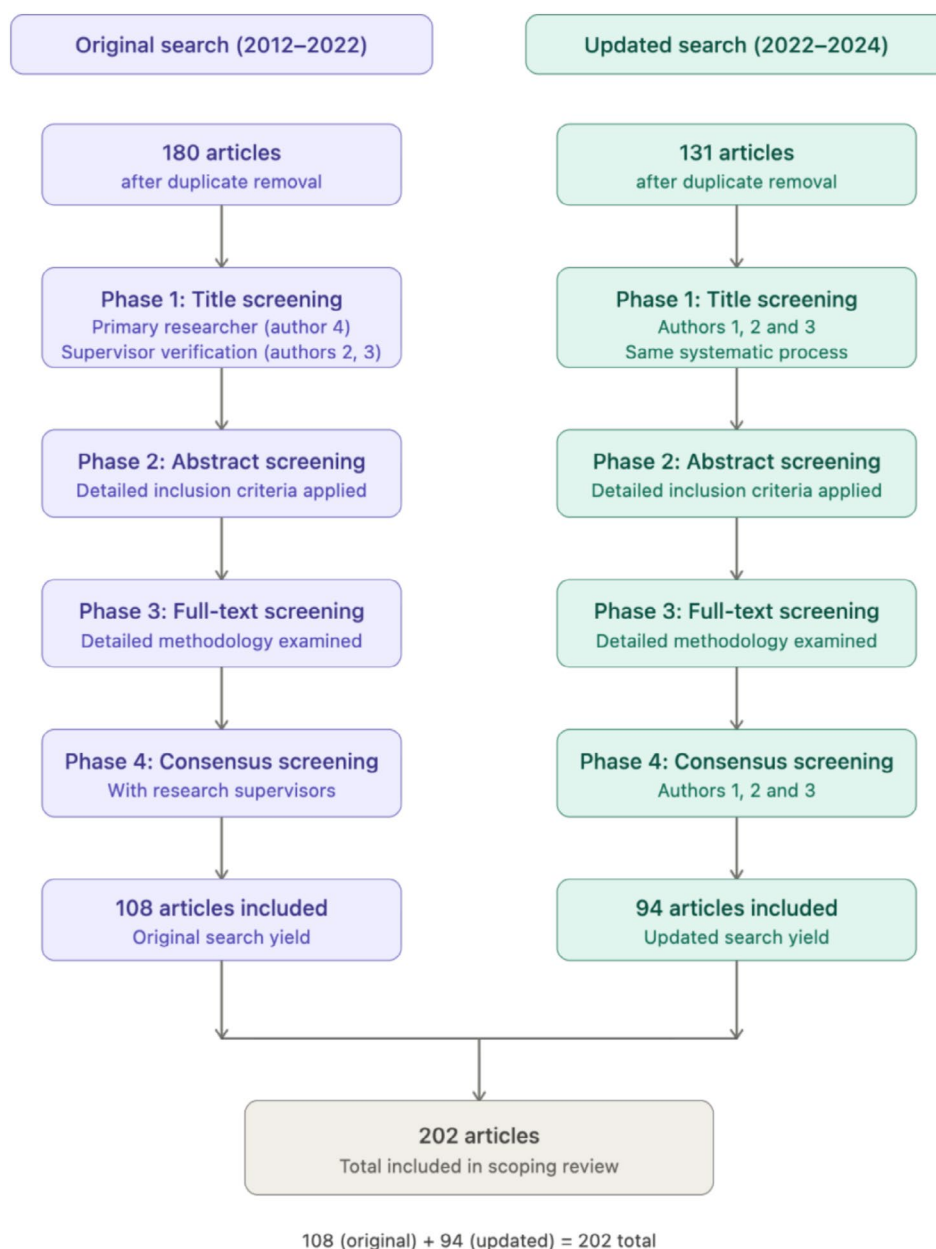 Original search (2012–2022)
180 articles
after duplicate removal
Phase 1: Title screening
Primary researcher (author 4)
Supervisor verification (authors 2, 3)
Phase 2: Abstract screening
Detailed inclusion criteria applied
Phase 3: Full-text screening
Detailed methodology examined
Phase 4: Consensus screening
With research supervisors
108 articles included
Original search yield
Updated search (2022–2024)
131 articles
after duplicate removal
Phase 1: Title screening
Authors 1, 2 and 3
Same systematic process
Phase 2: Abstract screening
Detailed inclusion criteria applied
Phase 3: Full-text screening
Detailed methodology examined
Phase 4: Consensus screening
Authors 1, 2 and 3
94 articles included
Updated search yield
202 articles
Total included in scoping review
108 (original) + 94 (updated) = 202 total